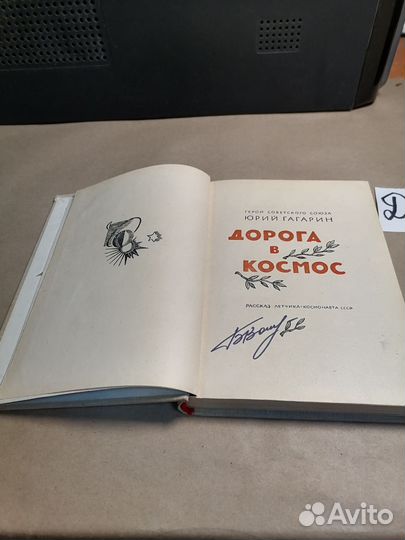 ГЕРОЙ СОВЕТСКОГО СОЮЗА
ЮРИЙ ГАГАРИН
ДОРОГА
В
КОСМОС
РАССКАЗ ЛЕТЧИКА-КОСМОНАВТА СССР
Д
Avito